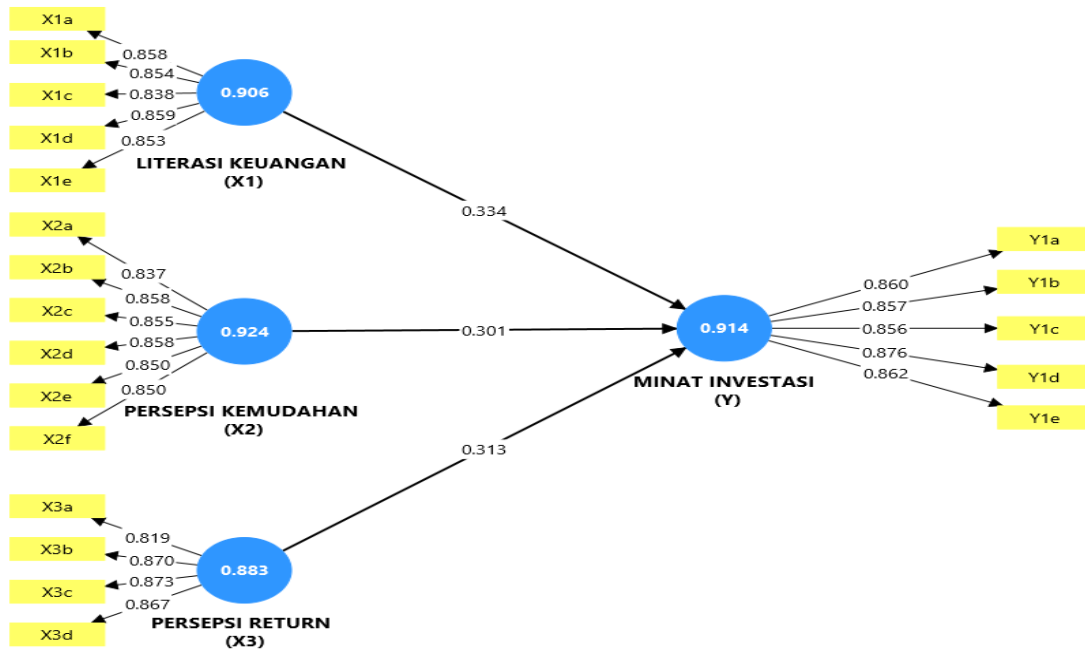 X1a
X1b
X1c
X1d
X1e
0.858
0.854
0.838
0.859
0.853
0.906
LITERASI KEUANGAN
(X1)
X2a
X2b
X2c
X2d
X2e
X2f
0.837
0.858
0.855
0.858
0.850
0.850
0.924
PERSEPSI KEMUDAHAN
(X2)
X3a
X3b
X3c
X3d
0.819
0.870
0.873
0.867
0.883
PERSEPSI RETURN
(X3)
0.334
0.301
0.313
0.914
MINAT INVESTASI
(Y)
0.860
0.857
0.856
0.876
0.862
Y1a
Y1b
Y1c
Y1d
Y1e